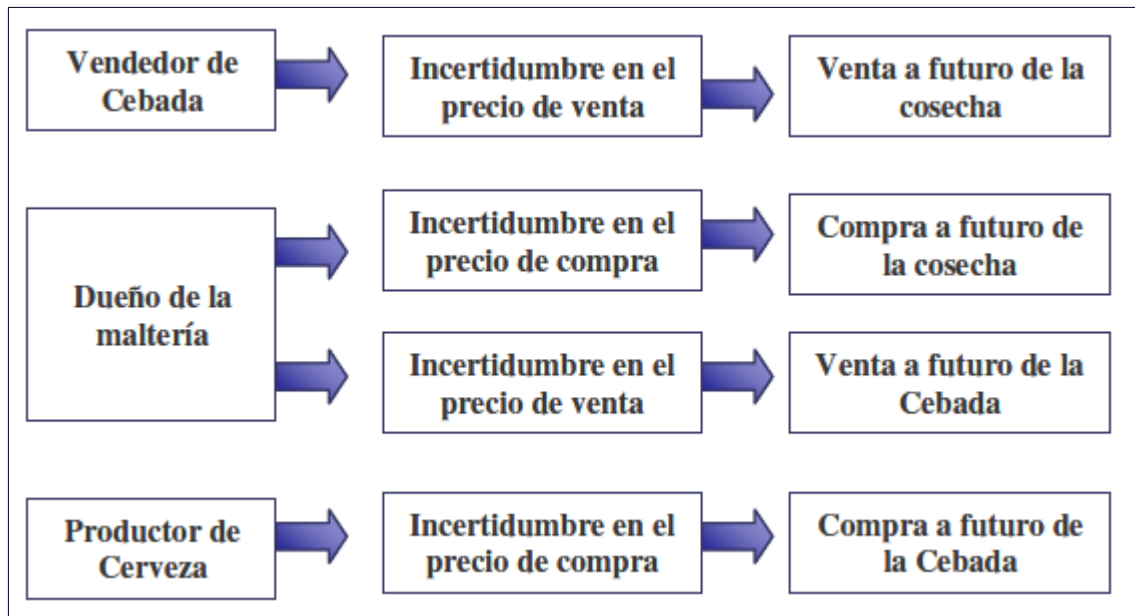 Vendedor de
Cebada
Incertidumbre en el
precio de venta
Venta a futuro de la
cosecha
Dueño de la
maltería
Incertidumbre en el
precio de compra
Compra a futuro de
la cosecha
Incertidumbre en el
precio de venta
Venta a futuro de la
Cebada
Productor de
Cerveza
Incertidumbre en el
precio de compra
Compra a futuro de
la Cebada